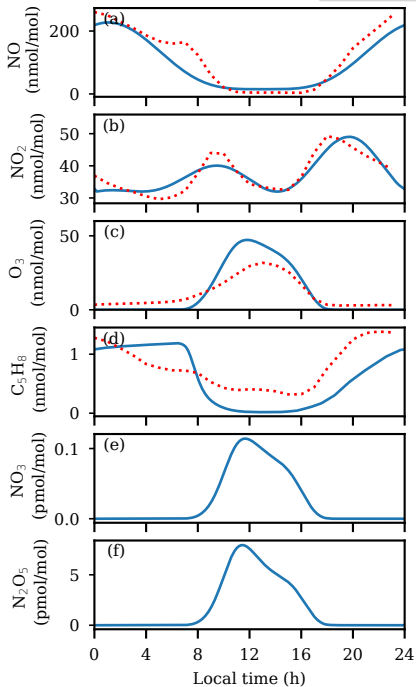 (a)
200
0
NO
(nmol/mol)
(b)
50
40
30
NO₂
(nmol/mol)
(c)
50
0
O₃
(nmol/mol)
(d)
1
0
C₅H₈
(nmol/mol)
(e)
0.1
0.0
NO₃
(pmol/mol)
(f)
5
0
N₂O₅
(pmol/mol)
0 4 8 12 16 20 24
Local time (h)